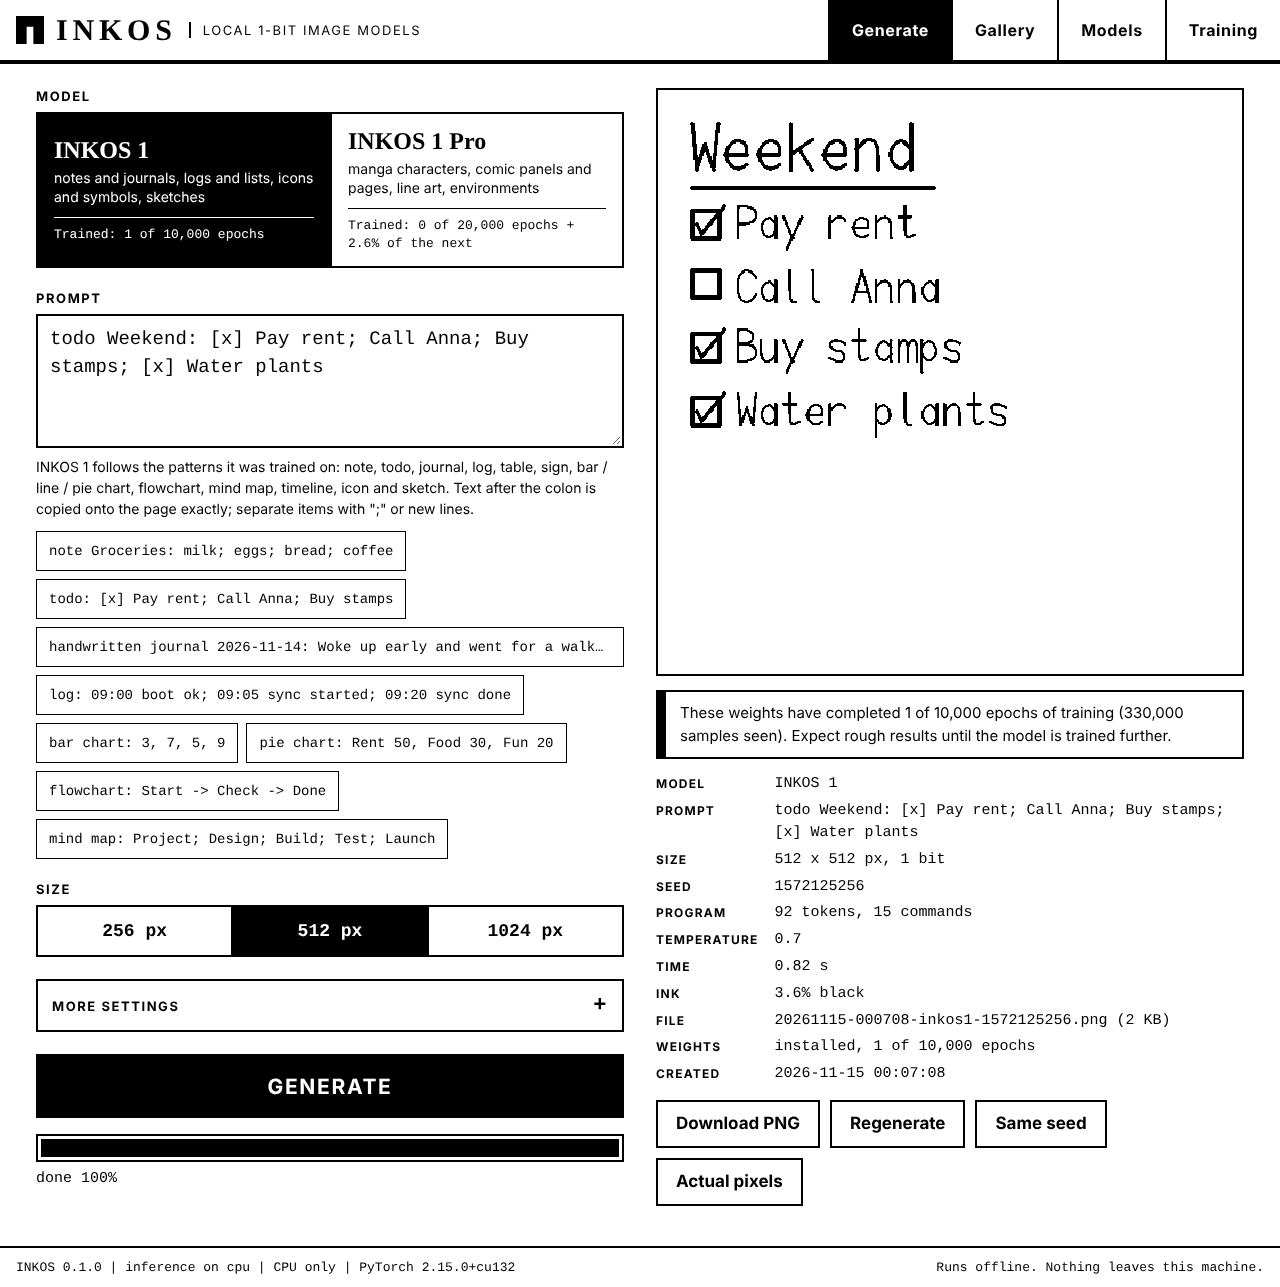 INKOS
LOCAL 1-BIT IMAGE MODELS
Generate
Gallery
Models
Training
MODEL
INKOS 1
notes and journals, logs and lists, icons
and symbols, sketches
Trained: 1 of 10,000 epochs
INKOS 1 Pro
manga characters, comic panels and
pages, line art, environments
Trained: 0 of 20,000 epochs +
2.6% of the next
PROMPT
todo Weekend: [x] Pay rent; Call Anna; Buy
stamps; [x] Water plants
INKOS 1 follows the patterns it was trained on: note, todo, journal, log, table, sign, bar /
line / pie chart, flowchart, mind map, timeline, icon and sketch. Text after the colon is
copied onto the page exactly; separate items with ";" or new lines.
note Groceries: milk; eggs; bread; coffee
todo: [x] Pay rent; Call Anna; Buy stamps
handwritten journal 2026-11-14: Woke up early and went for a walk…
log: 09:00 boot ok; 09:05 sync started; 09:20 sync done
bar chart: 3, 7, 5, 9
pie chart: Rent 50, Food 30, Fun 20
flowchart: Start -> Check -> Done
mind map: Project; Design; Build; Test; Launch
SIZE
256 px
512 px
1024 px
MORE SETTINGS +
GENERATE
done 100%
Weekend
Pay rent
Call Anna
Buy stamps
Water plants
These weights have completed 1 of 10,000 epochs of training (330,000
samples seen). Expect rough results until the model is trained further.
MODEL INKOS 1
PROMPT todo Weekend: [x] Pay rent; Call Anna; Buy stamps;
[x] Water plants
SIZE 512 x 512 px, 1 bit
SEED 1572125256
PROGRAM 92 tokens, 15 commands
TEMPERATURE 0.7
TIME 0.82 s
INK 3.6% black
FILE 20261115-000708-inkos1-1572125256.png (2 KB)
WEIGHTS installed, 1 of 10,000 epochs
CREATED 2026-11-15 00:07:08
Download PNG
Regenerate
Same seed
Actual pixels
INKOS 0.1.0 | inference on cpu | CPU only | PyTorch 2.15.0+cu132
Runs offline. Nothing leaves this machine.